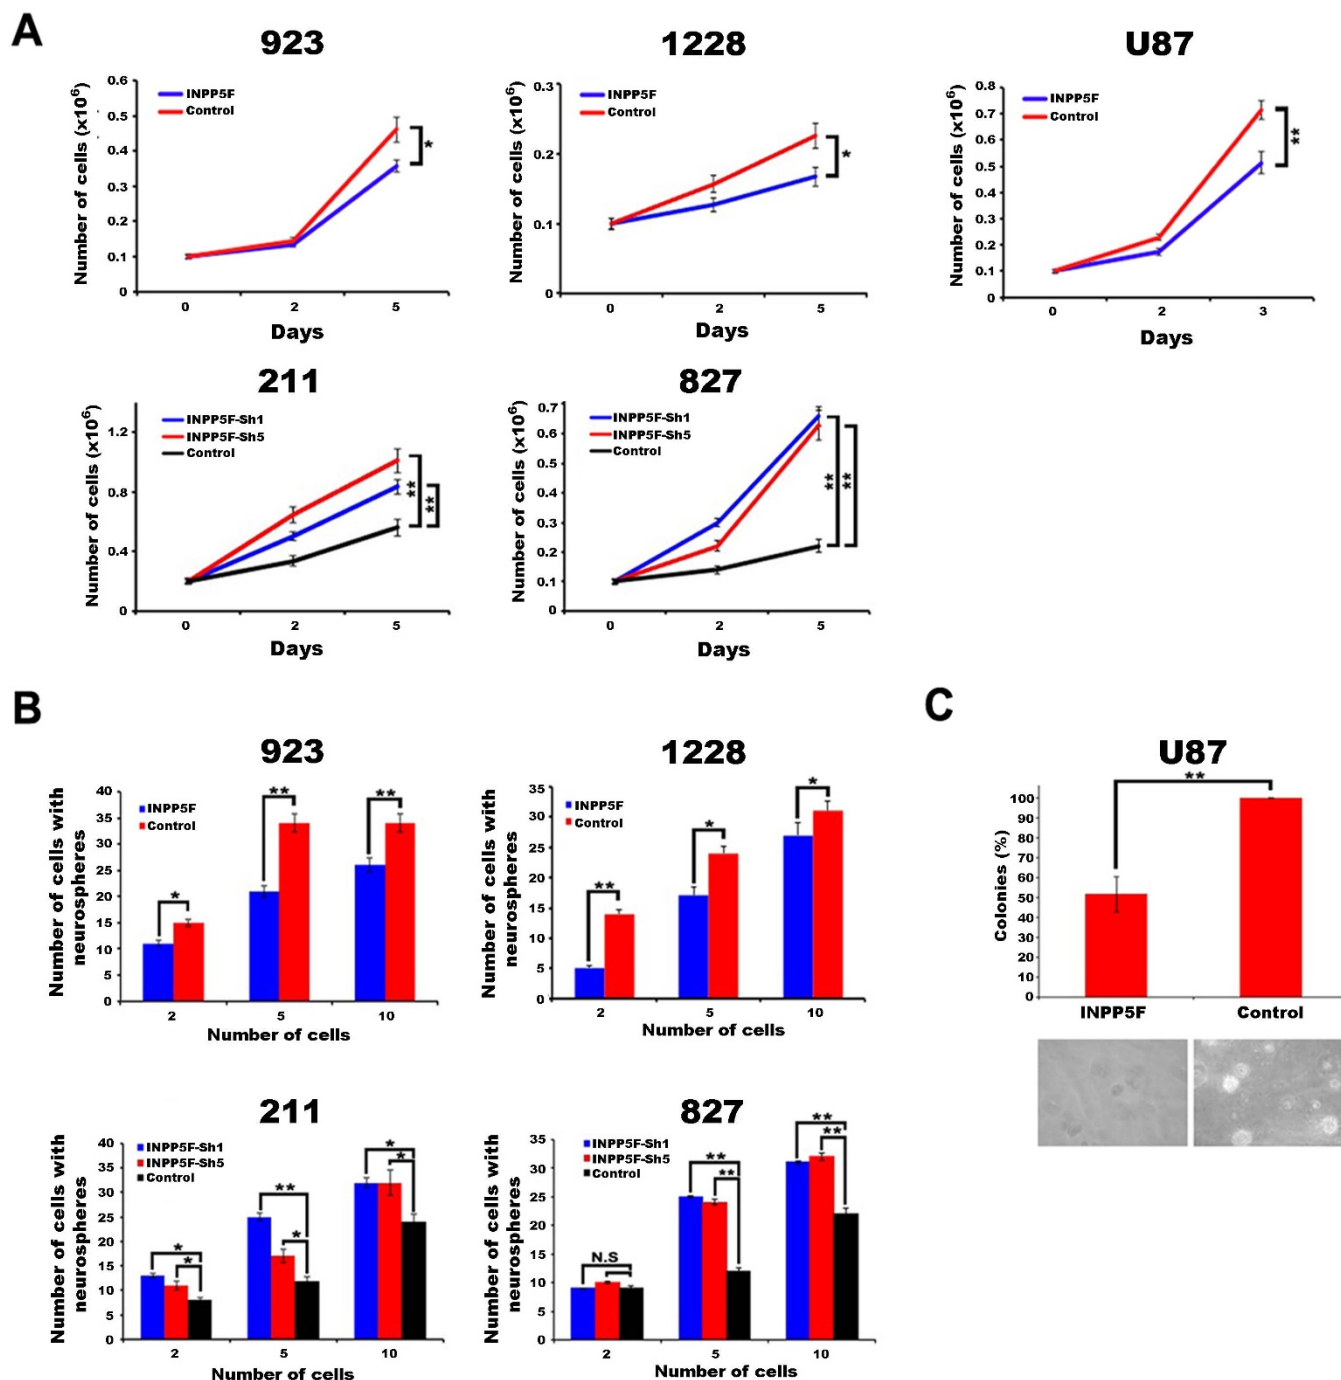 A
923
1228
U87
Number of cells (x10⁶)
0.6
0.5
0.4
0.3
0.2
0.1
0
INPP5F
Control
*
0 2 5
Days
Number of cells (x10⁶)
0.3
0.2
0.1
0
INPP5F
Control
*
0 2 5
Days
Number of cells (x10⁶)
0.8
0.7
0.6
0.5
0.4
0.3
0.2
0.1
0
INPP5F
Control
**
0 2 3
Days
211
827
Number of cells (x10⁶)
1.2
0.8
0.4
0
INPP5F-Sh1
INPP5F-Sh5
Control
** **
0 2 5
Days
Number of cells (x10⁶)
0.7
0.6
0.5
0.4
0.3
0.2
0.1
0
INPP5F-Sh1
INPP5F-Sh5
Control
** **
0 2 5
Days
B
923
1228
Number of cells with
neurospheres
40
35
30
25
20
15
10
5
0
INPP5F
Control
* ** **
2 5 10
Number of cells
Number of cells with
neurospheres
35
30
25
20
15
10
5
0
INPP5F
Control
** * *
2 5 10
Number of cells
211
827
Number of cells with
neurospheres
40
35
30
25
20
15
10
5
0
INPP5F-Sh1
INPP5F-Sh5
Control
* * ** * * *
2 5 10
Number of cells
Number of cells with
neurospheres
35
30
25
20
15
10
5
0
INPP5F-Sh1
INPP5F-Sh5
Control
N.S ** ** ** **
2 5 10
Number of cells
C
U87
Colonies (%)
100
90
80
70
60
50
40
30
20
10
0
**
INPP5F Control